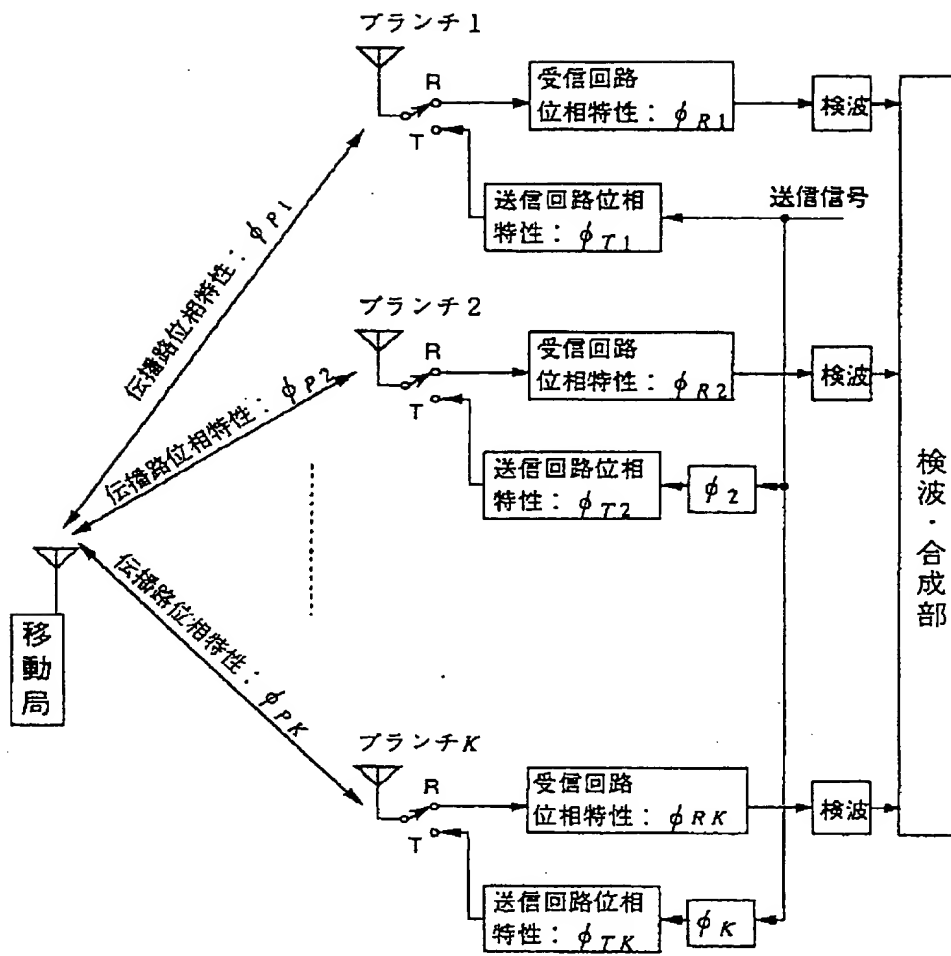 ブランチ1
R
T
受信回路
位相特性：φR1
検波
送信回路位相
特性：φT1
送信信号
伝播路位相特性：φP1
ブランチ2
R
T
受信回路
位相特性：φR2
検波
送信回路位相
特性：φT2
φ2
伝播路位相特性：φP2
検波・合成部
移動局
伝播路位相特性：φPK
ブランチK
R
T
受信回路
位相特性：φRK
検波
送信回路位相
特性：φTK
φK